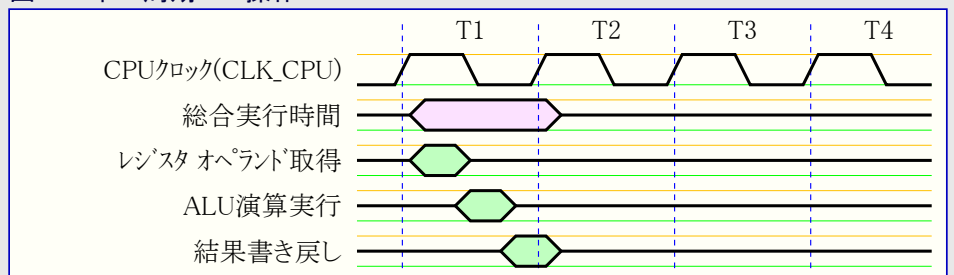 T1 T2 T3 T4
CPUクロック(CLK_CPU)
総合実行時間
レジスタ オペランド取得
ALU演算実行
結果書き戻し